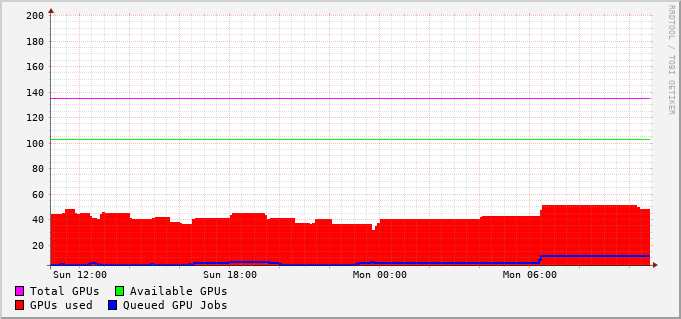 200
180
160
140
120
100
80
60
40
20
Sun 12:00 Sun 18:00 Mon 00:00 Mon 06:00
Total GPUs Available GPUs
GPUs used Queued GPU Jobs
RRDTOOL / TOBI OETIKER